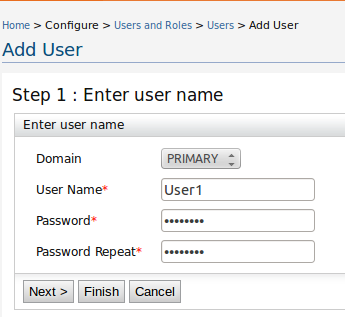 Home > Configure > Users and Roles > Users > Add User
Add User
Step 1 : Enter user name
Enter user name
Domain PRIMARY
User Name* User1
Password* ••••••••
Password Repeat* ••••••••
Next > Finish Cancel